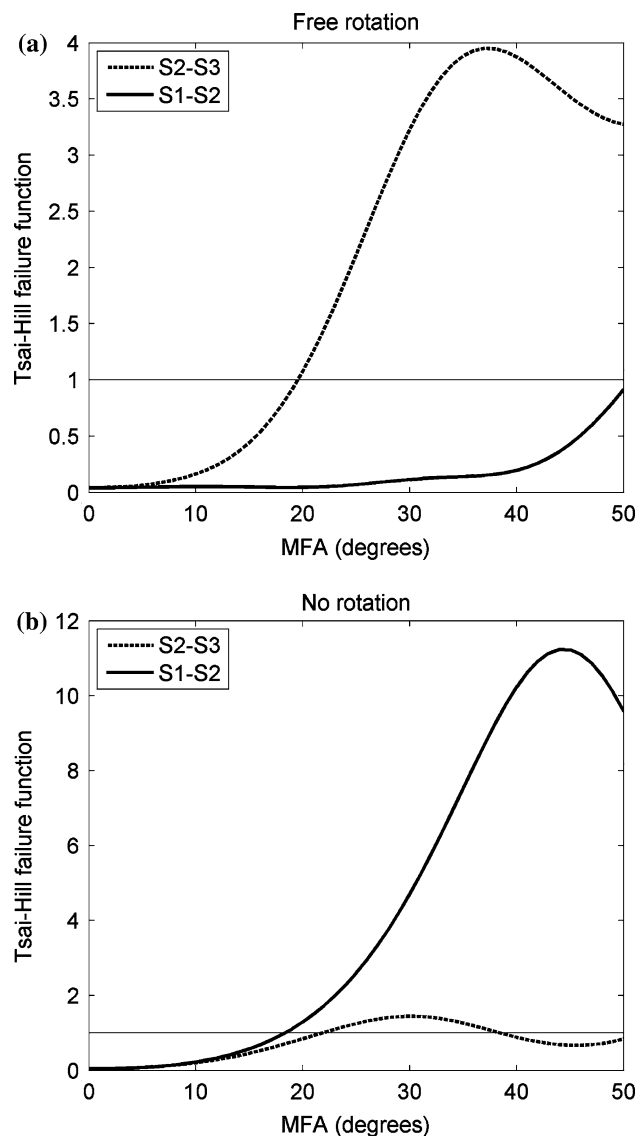 (a)
Free rotation
S2-S3
S1-S2
Tsai-Hill failure function
4
3.5
3
2.5
2
1.5
1
0.5
0
0 10 20 30 40 50
MFA (degrees)
(b)
No rotation
S2-S3
S1-S2
Tsai-Hill failure function
12
10
8
6
4
2
1
0
0 10 20 30 40 50
MFA (degrees)